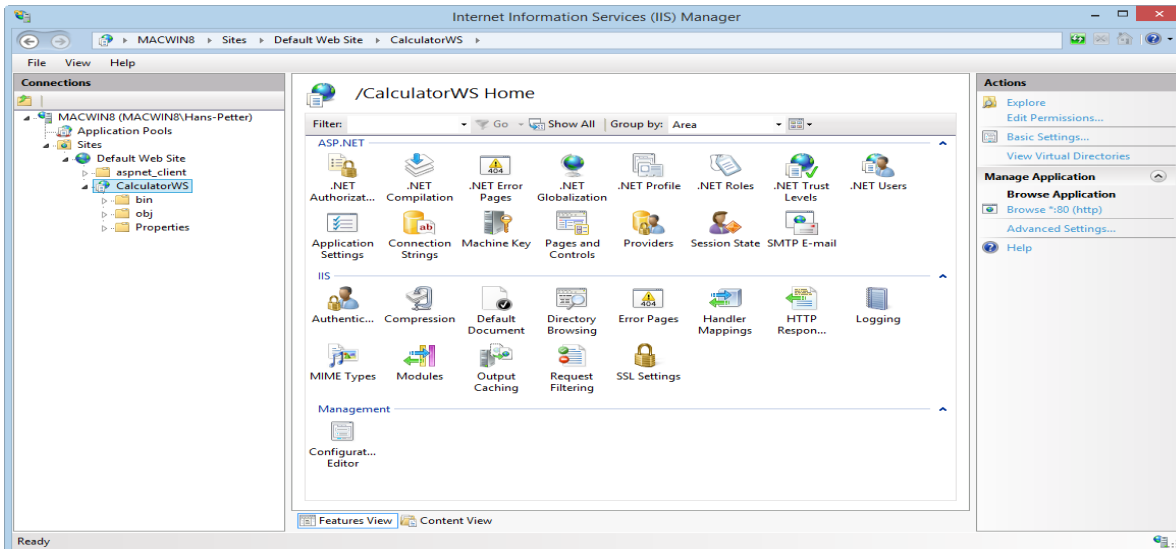 Internet Information Services (IIS) Manager
MACWIN8 Sites Default Web Site CalculatorWS
File View Help
Connections
MACWIN8 (MACWIN8\Hans-Petter)
Application Pools
Sites
Default Web Site
aspnet_client
CalculatorWS
bin
obj
Properties
/CalculatorWS Home
Filter: Go Show All Group by: Area
ASP.NET
.NET Authorizat... .NET Compilation .NET Error Pages .NET Globalization .NET Profile .NET Roles .NET Trust Levels .NET Users
Application Settings Connection Strings Machine Key Pages and Controls Providers Session State SMTP E-mail
IIS
Authentic... Compression Default Document Directory Browsing Error Pages Handler Mappings HTTP Respon... Logging
MIME Types Modules Output Caching Request Filtering SSL Settings
Management
Configurat... Editor
Features View Content View
Actions
Explore
Edit Permissions...
Basic Settings...
View Virtual Directories
Manage Application
Browse Application
Browse *:80 (http)
Advanced Settings...
Help
Ready